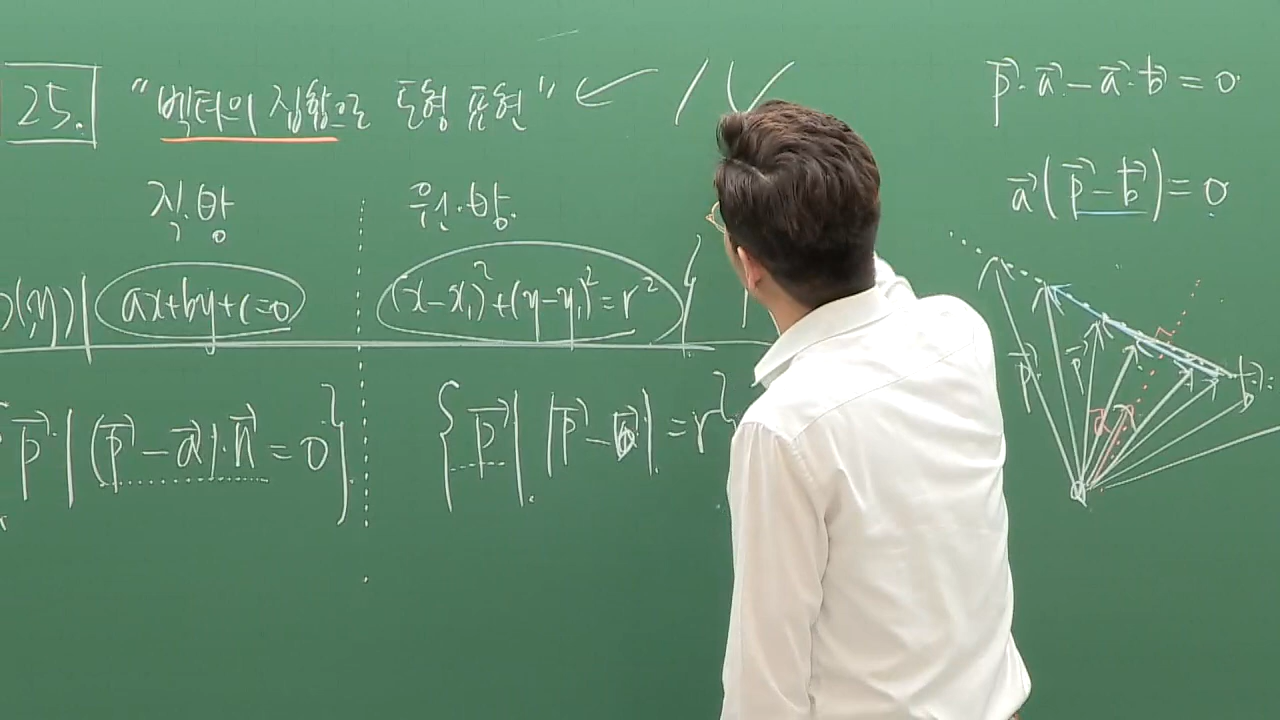 25. "벡터의 집합으로 도형 표현"
직.방 원.방.
(x,y)| ax+by+c=0 (x-x₁)²+(y-y₁)²=r² }
p⃗ | (p⃗-a⃗)·n⃗=0 } { p⃗ | |p⃗-b⃗|=r }
p⃗·a⃗-a⃗·b⃗=0
a⃗(p⃗-b⃗)=0
p⃗ p⃗ a⃗ b⃗
O